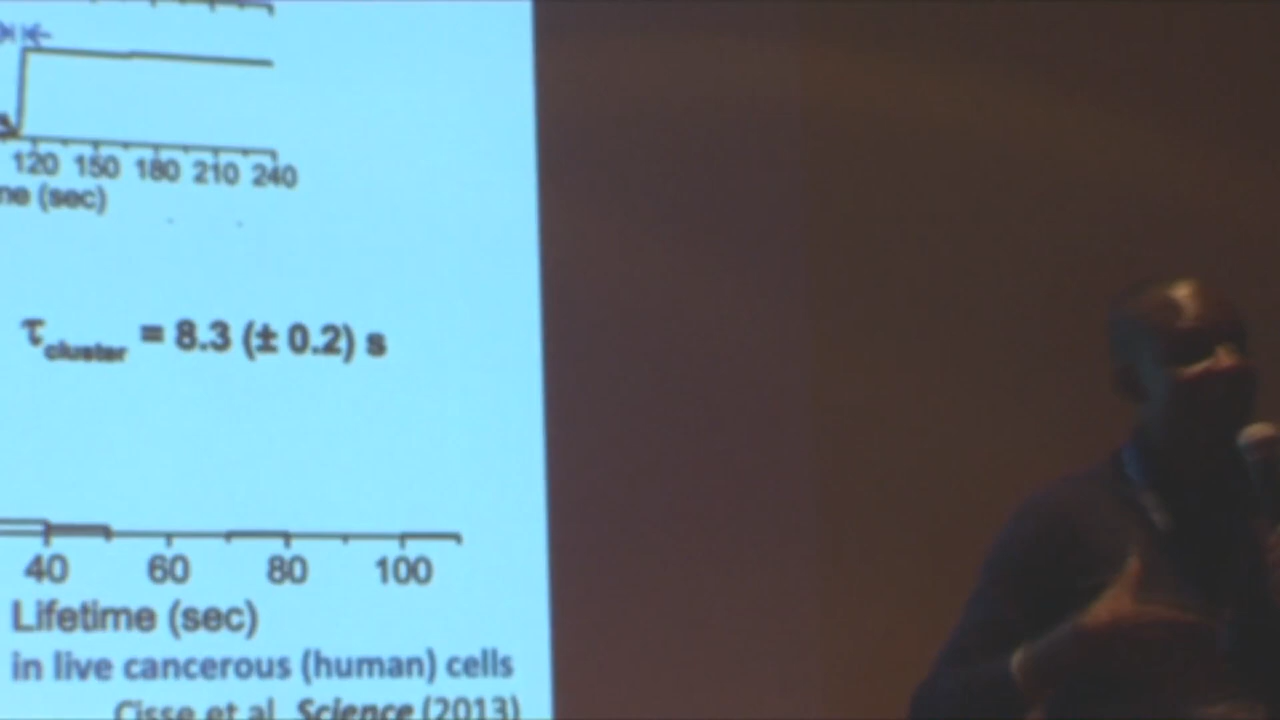 120 150 180 210 240
ne (sec)
τcluster = 8.3 (± 0.2) s
40 60 80 100
Lifetime (sec)
in live cancerous (human) cells
Cisse et al. Science (2013)